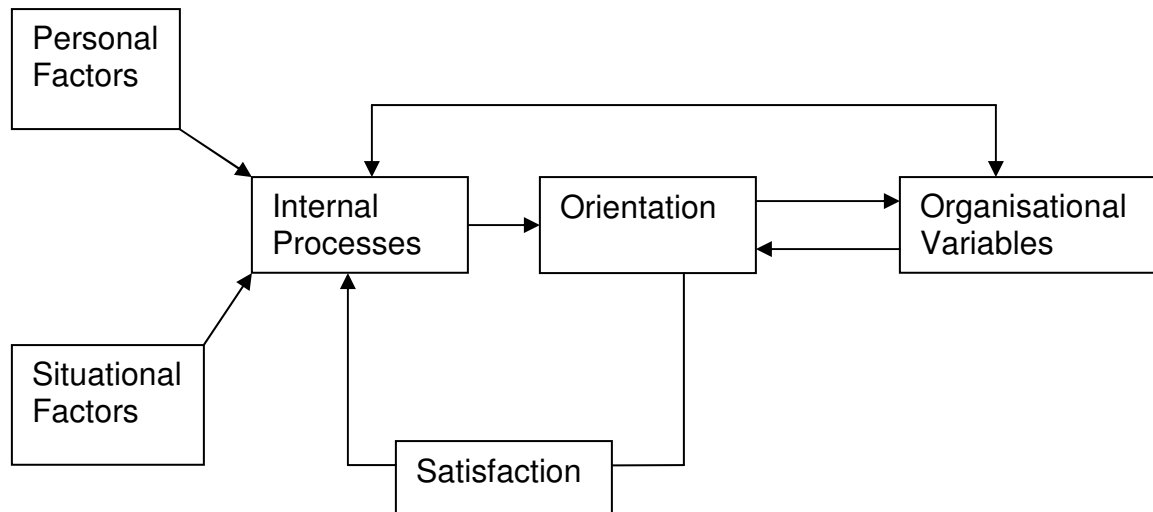 Personal
Factors
Internal
Processes
Orientation
Organisational
Variables
Situational
Factors
Satisfaction